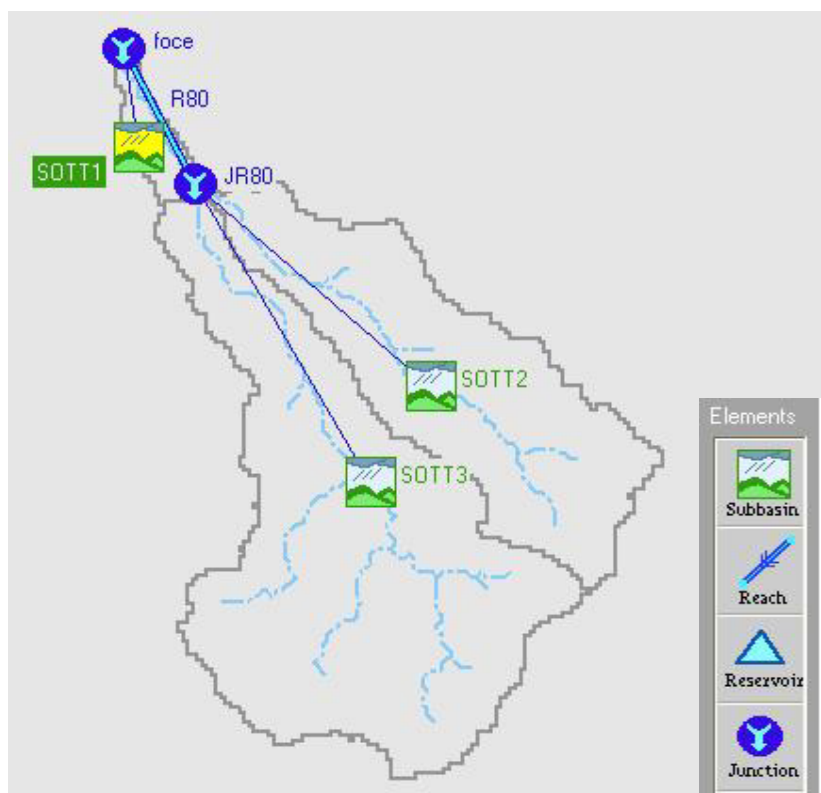 foce
R80
SOTT1
JR80
SOTT2
SOTT3
Elements
Subbasin
Reach
Reservoir
Junction